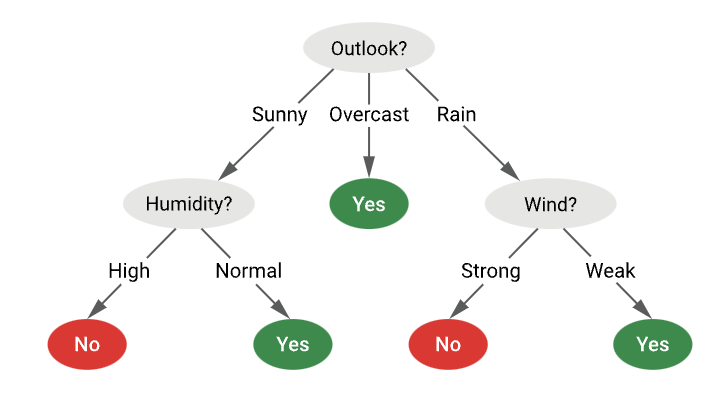 Outlook?
Sunny Overcast Rain
Humidity? Yes Wind?
High Normal Strong Weak
No Yes No Yes